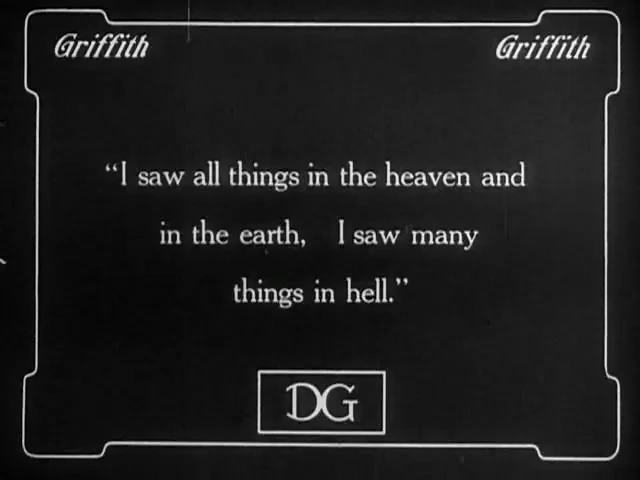 Griffith Griffith
“I saw all things in the heaven and
in the earth, I saw many
things in hell.”
DG